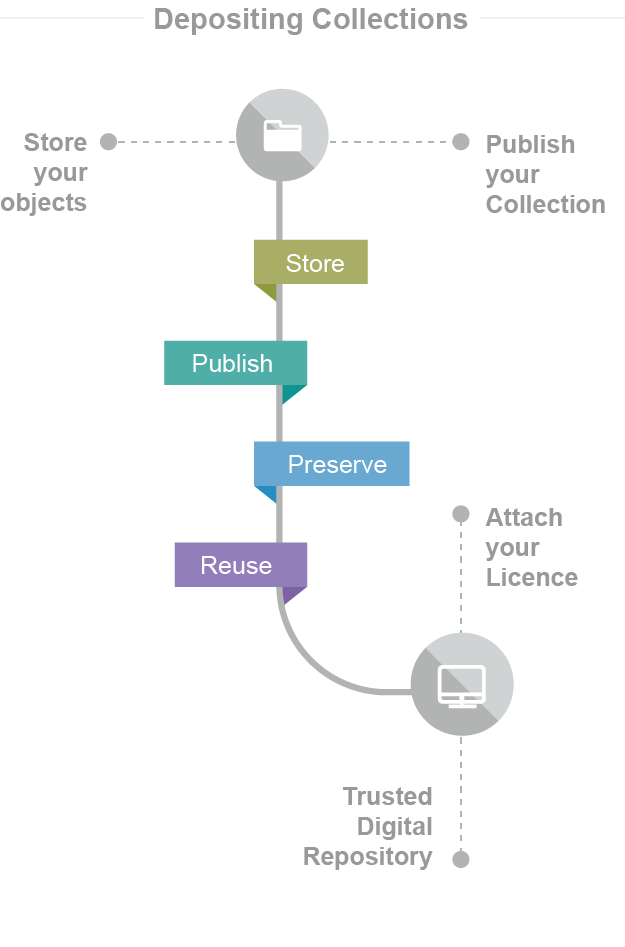 Depositing Collections
Store
your
objects
Publish
your
Collection
Store
Publish
Preserve
Reuse
Attach
your
Licence
Trusted
Digital
Repository